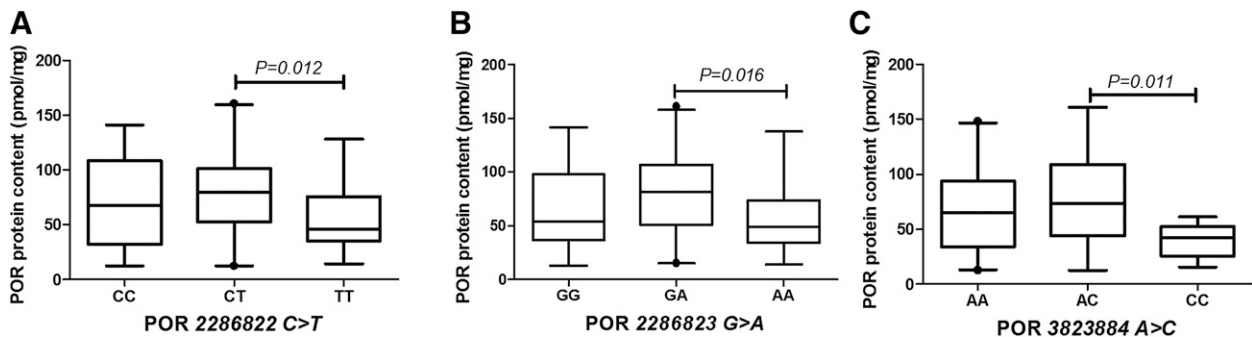 A
POR protein content (pmol/mg)
200
150
100
50
0
P=0.012
CC CT TT
POR 2286822 C>T
B
POR protein content (pmol/mg)
200
150
100
50
0
P=0.016
GG GA AA
POR 2286823 G>A
C
POR protein content (pmol/mg)
200
150
100
50
0
P=0.011
AA AC CC
POR 3823884 A>C